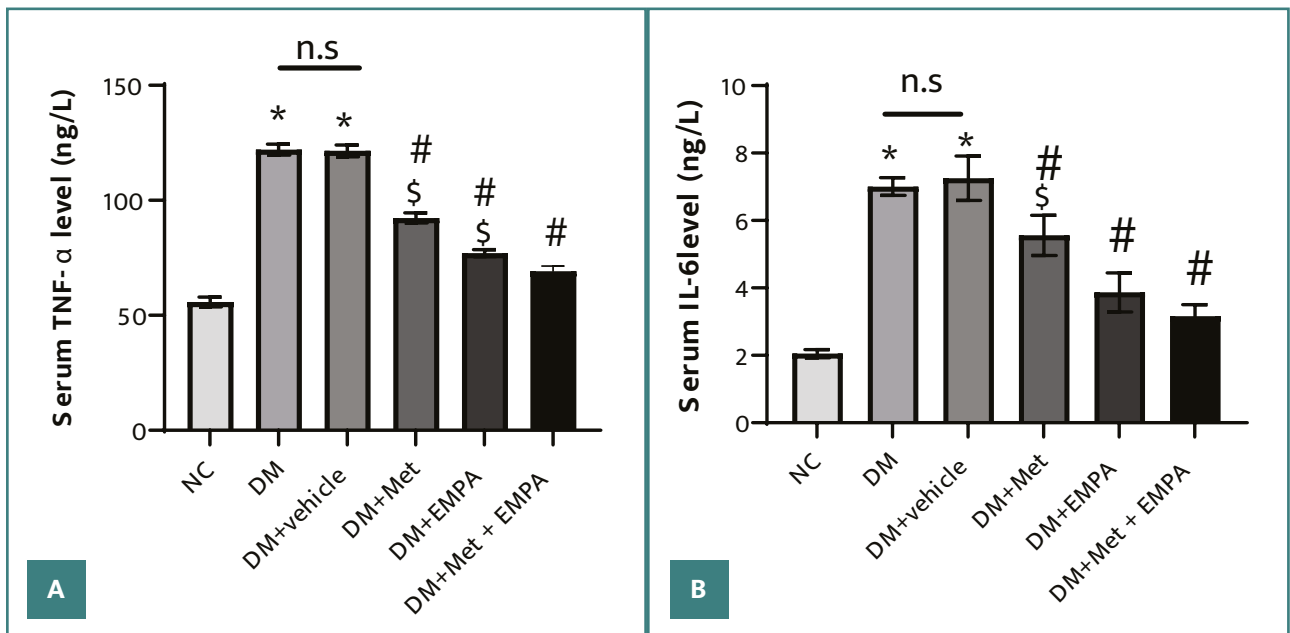 n.s
Serum TNF- α level (ng/L)
150
100
50
0
*
*
#
$
#
$
#
NC
DM
DM+vehicle
DM+Met
DM+EMPA
DM+Met + EMPA
A
n.s
Serum IL-6level (ng/L)
10
8
6
4
2
0
*
*
#
$
#
#
NC
DM
DM+vehicle
DM+Met
DM+EMPA
DM+Met + EMPA
B